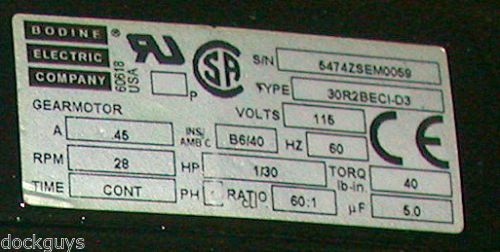 BODINE ®
ELECTRIC
COMPANY
60618
USA
P
S/N 5474ZSEM0059
TYPE 30R2BECI-D3
GEARMOTOR
VOLTS 115
A .45 INS/AMB C B6/40 HZ 60
RPM 28 HP 1/30 TORQ lb-in. 40
TIME CONT PH RATIO 60:1 µF 5.0
CE
dockguys